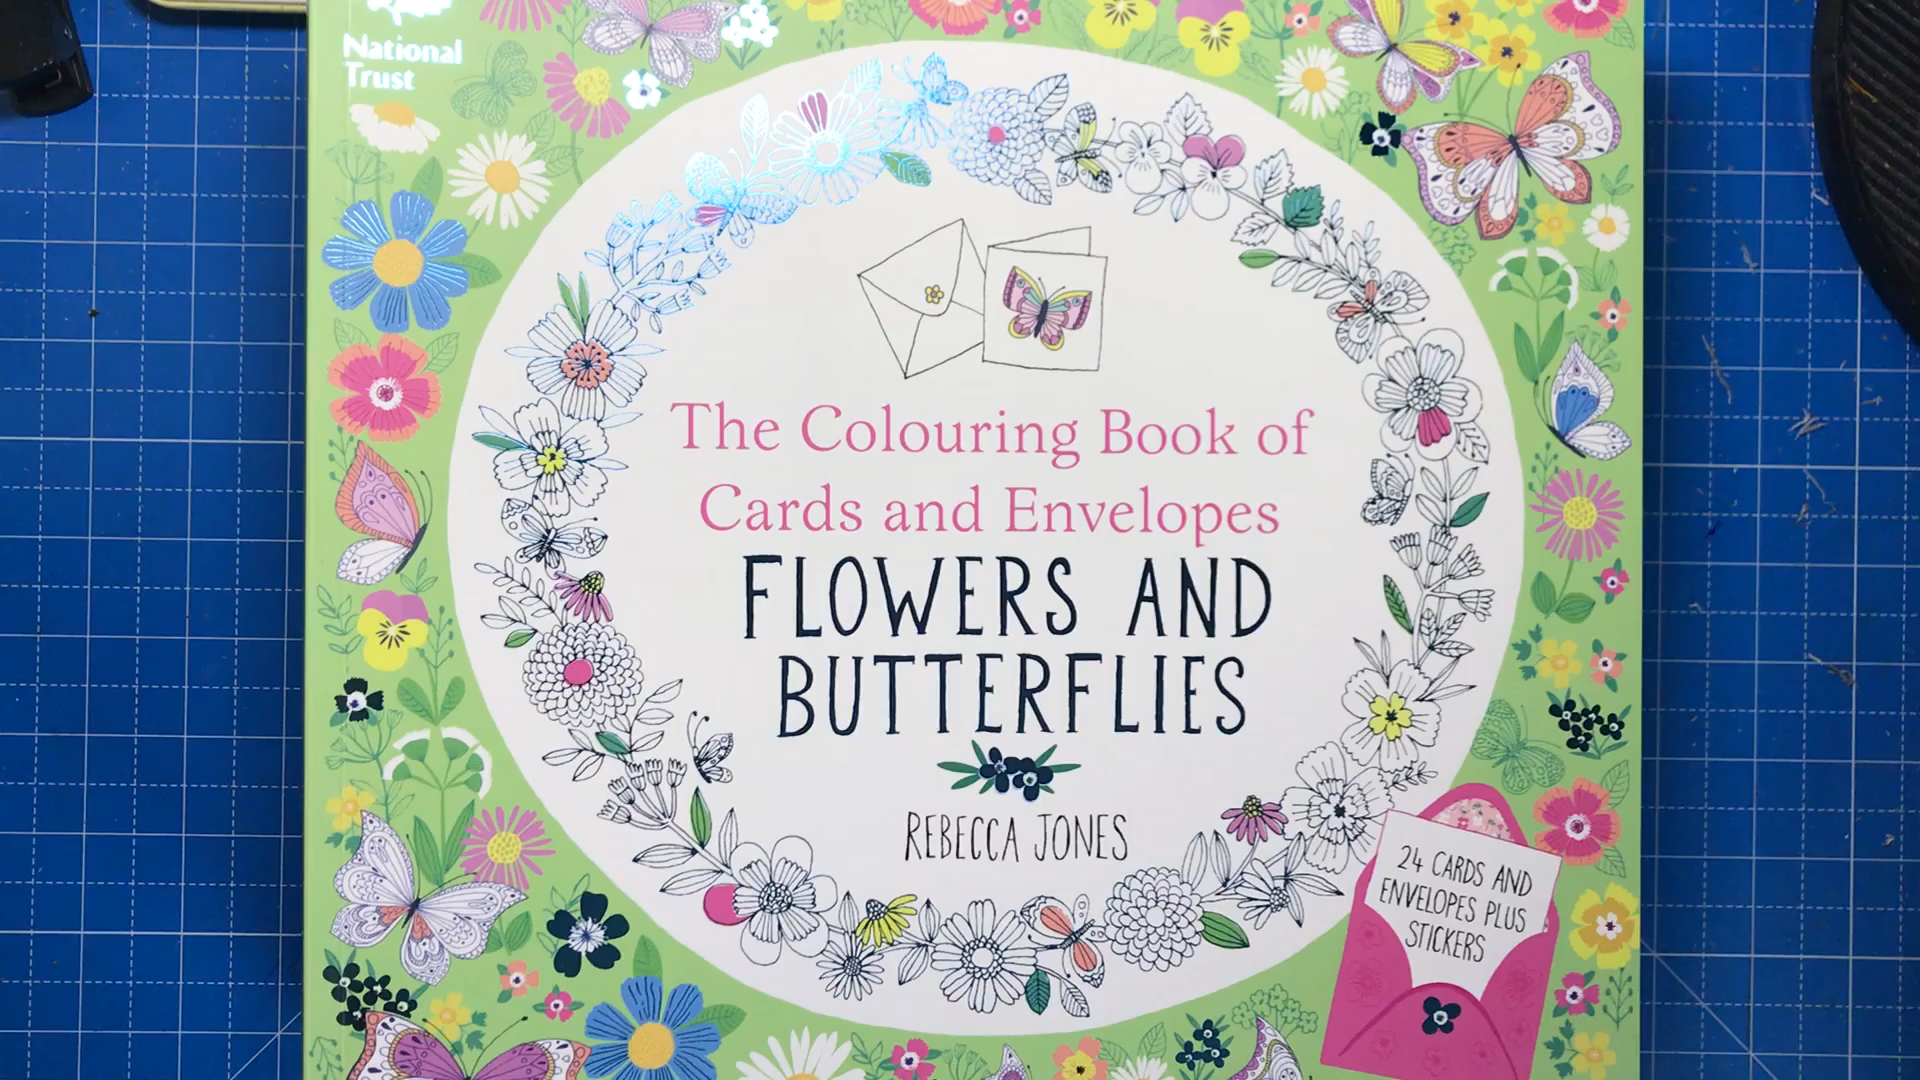 National
Trust
The Colouring Book of
Cards and Envelopes
FLOWERS AND
BUTTERFLIES
REBECCA JONES
24 CARDS AND
ENVELOPES PLUS
STICKERS